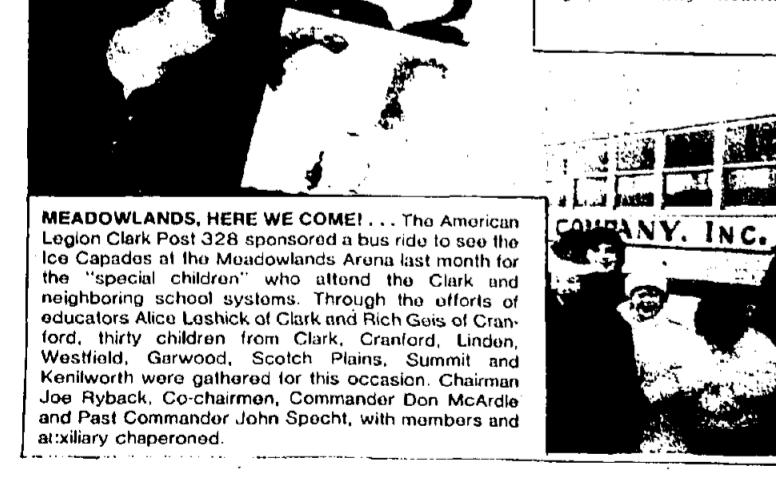 MEADOWLANDS, HERE WE COME! . . . The American
Legion Clark Post 328 sponsored a bus ride to see the
Ice Capades at the Meadowlands Arena last month for
the "special children" who attend the Clark and
neighboring school systems. Through the efforts of
educators Alice Leshick of Clark and Rich Geis of Cran-
ford, thirty children from Clark, Cranford, Linden,
Westfield, Garwood, Scotch Plains, Summit and
Kenilworth were gathered for this occasion. Chairman
Joe Ryback, Co-chairmen, Commander Don McArdle
and Past Commander John Specht, with members and
auxiliary chaperoned.
COMPANY. INC.